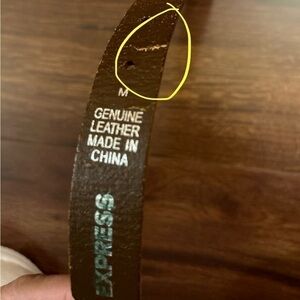 M
GENUINE
LEATHER
MADE IN
CHINA
EXPRESS